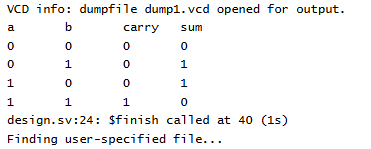 VCD info: dumpfile dump1.vcd opened for output.
a b carry sum
0 0 0 0
0 1 0 1
1 0 0 1
1 1 1 0
design.sv:24: $finish called at 40 (1s)
Finding user-specified file...